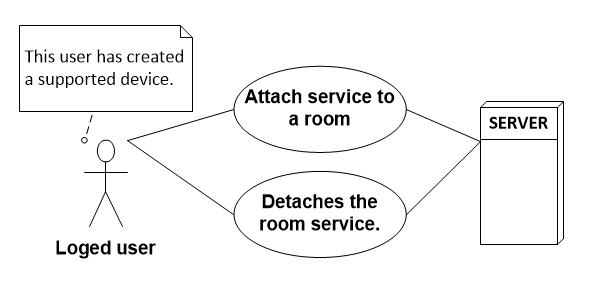 This user has created
a supported device.
Attach service to
a room
SERVER
Detaches the
room service.
Loged user